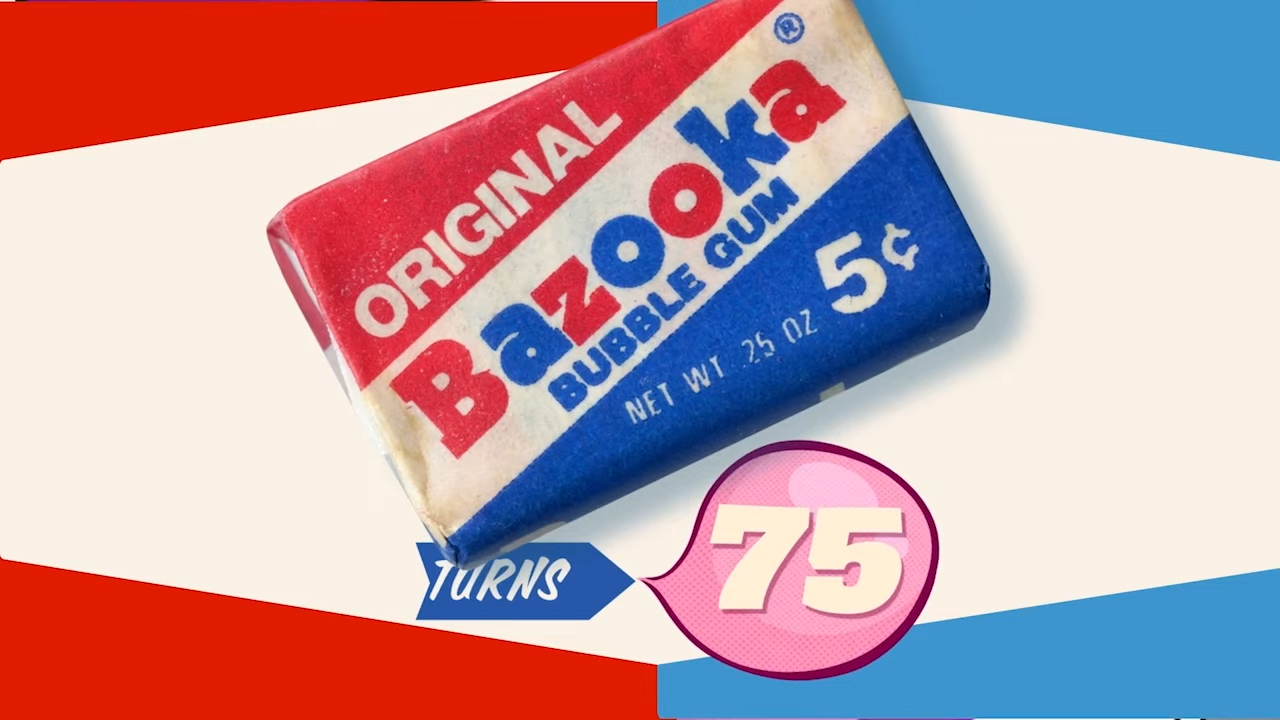 ORIGINAL
®
Bazooka
BUBBLE GUM
5¢
NET WT .25 OZ
TURNS
75